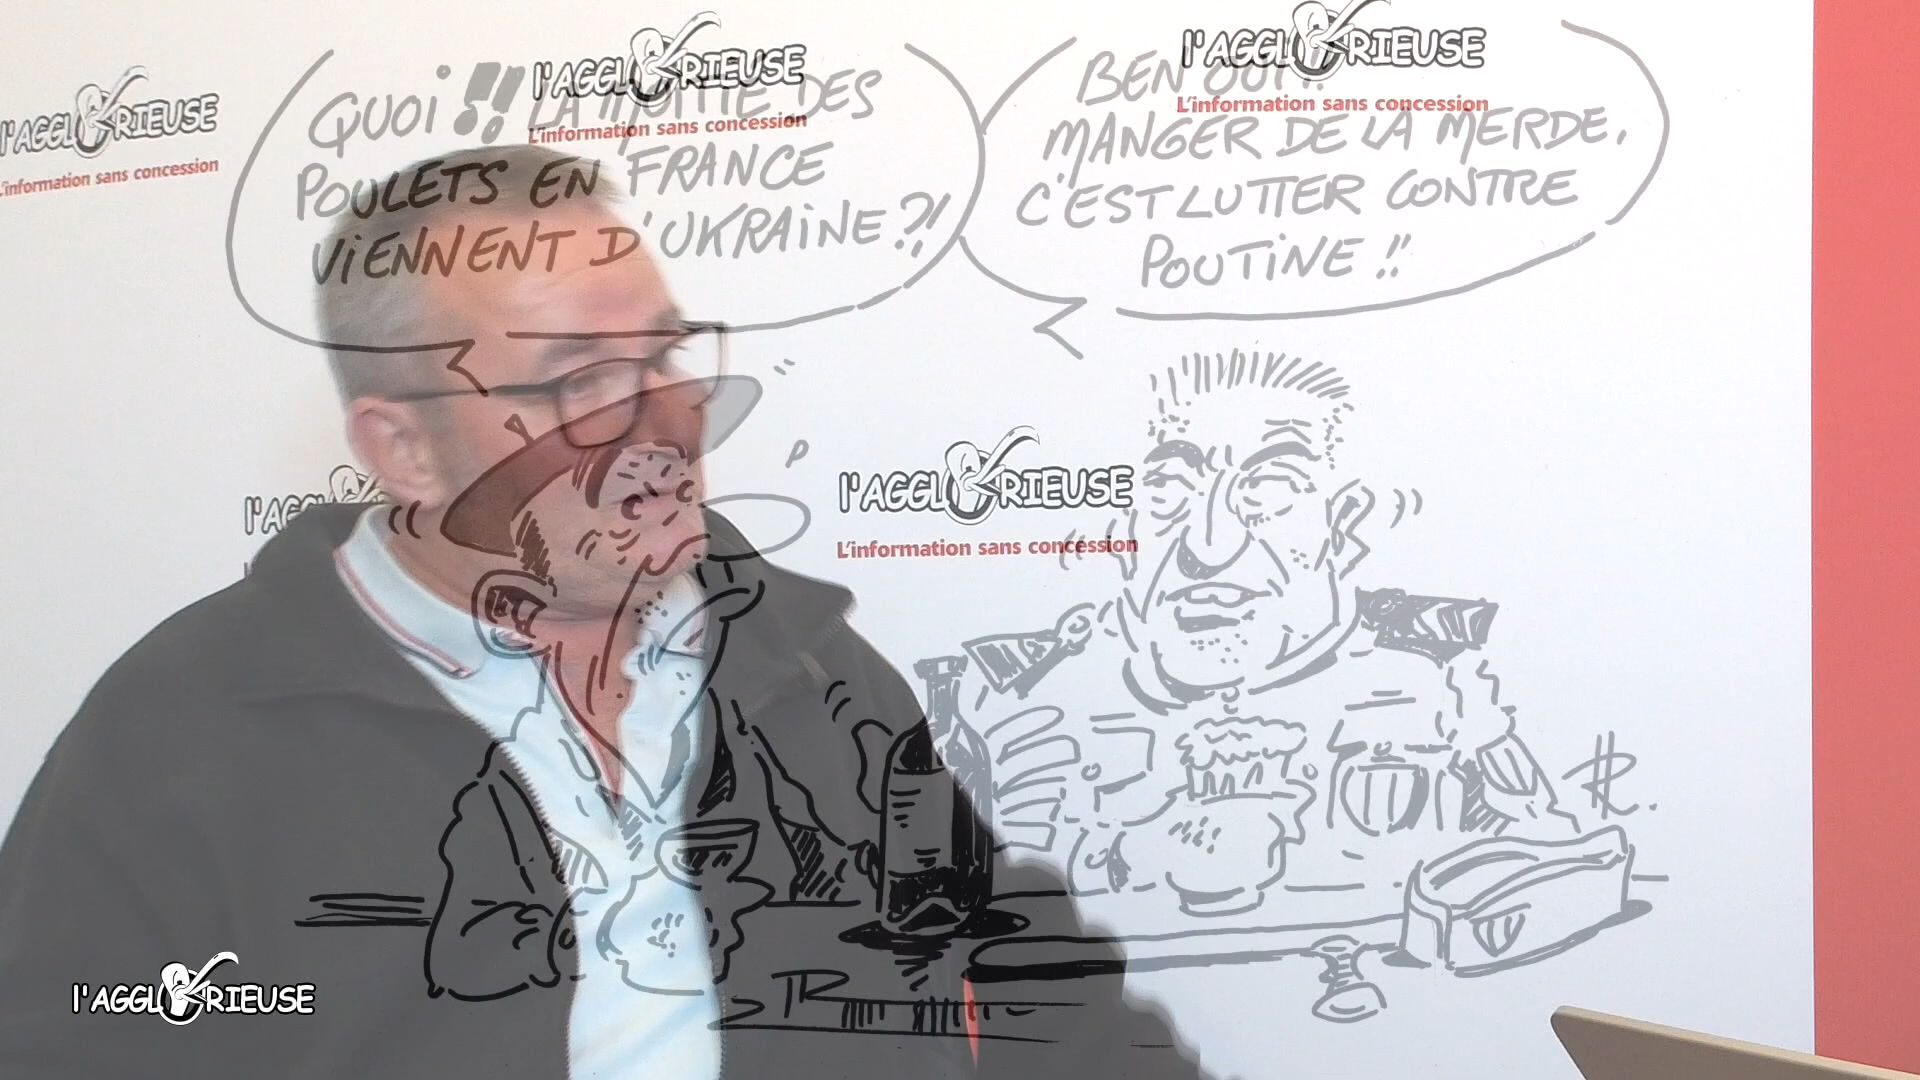 l'AGGLORIEUSE
L'information sans concession
l'AGGLORIEUSE
L'information sans concession
l'AGGLORIEUSE
L'information sans concession
QUOI !! LA MOITIÉ DES
POULETS EN FRANCE
VIENNENT D'UKRAINE ?!
BEN OUI !!
MANGER DE LA MERDE,
C'EST LUTTER CONTRE
POUTINE !!
l'AGGLORIEUSE
L'information sans concession
l'AGG
l'AGGLORIEUSE